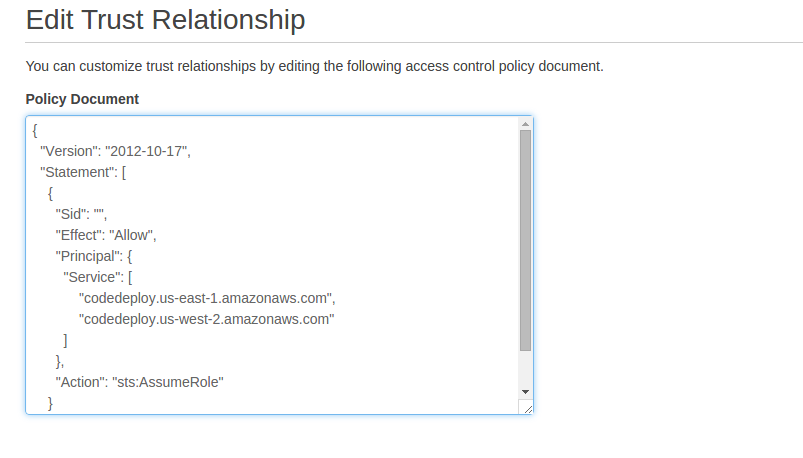 Edit Trust Relationship
You can customize trust relationships by editing the following access control policy document.
Policy Document
{
"Version": "2012-10-17",
"Statement": [
{
"Sid": "",
"Effect": "Allow",
"Principal": {
"Service": [
"codedeploy.us-east-1.amazonaws.com",
"codedeploy.us-west-2.amazonaws.com"
]
},
"Action": "sts:AssumeRole"
}